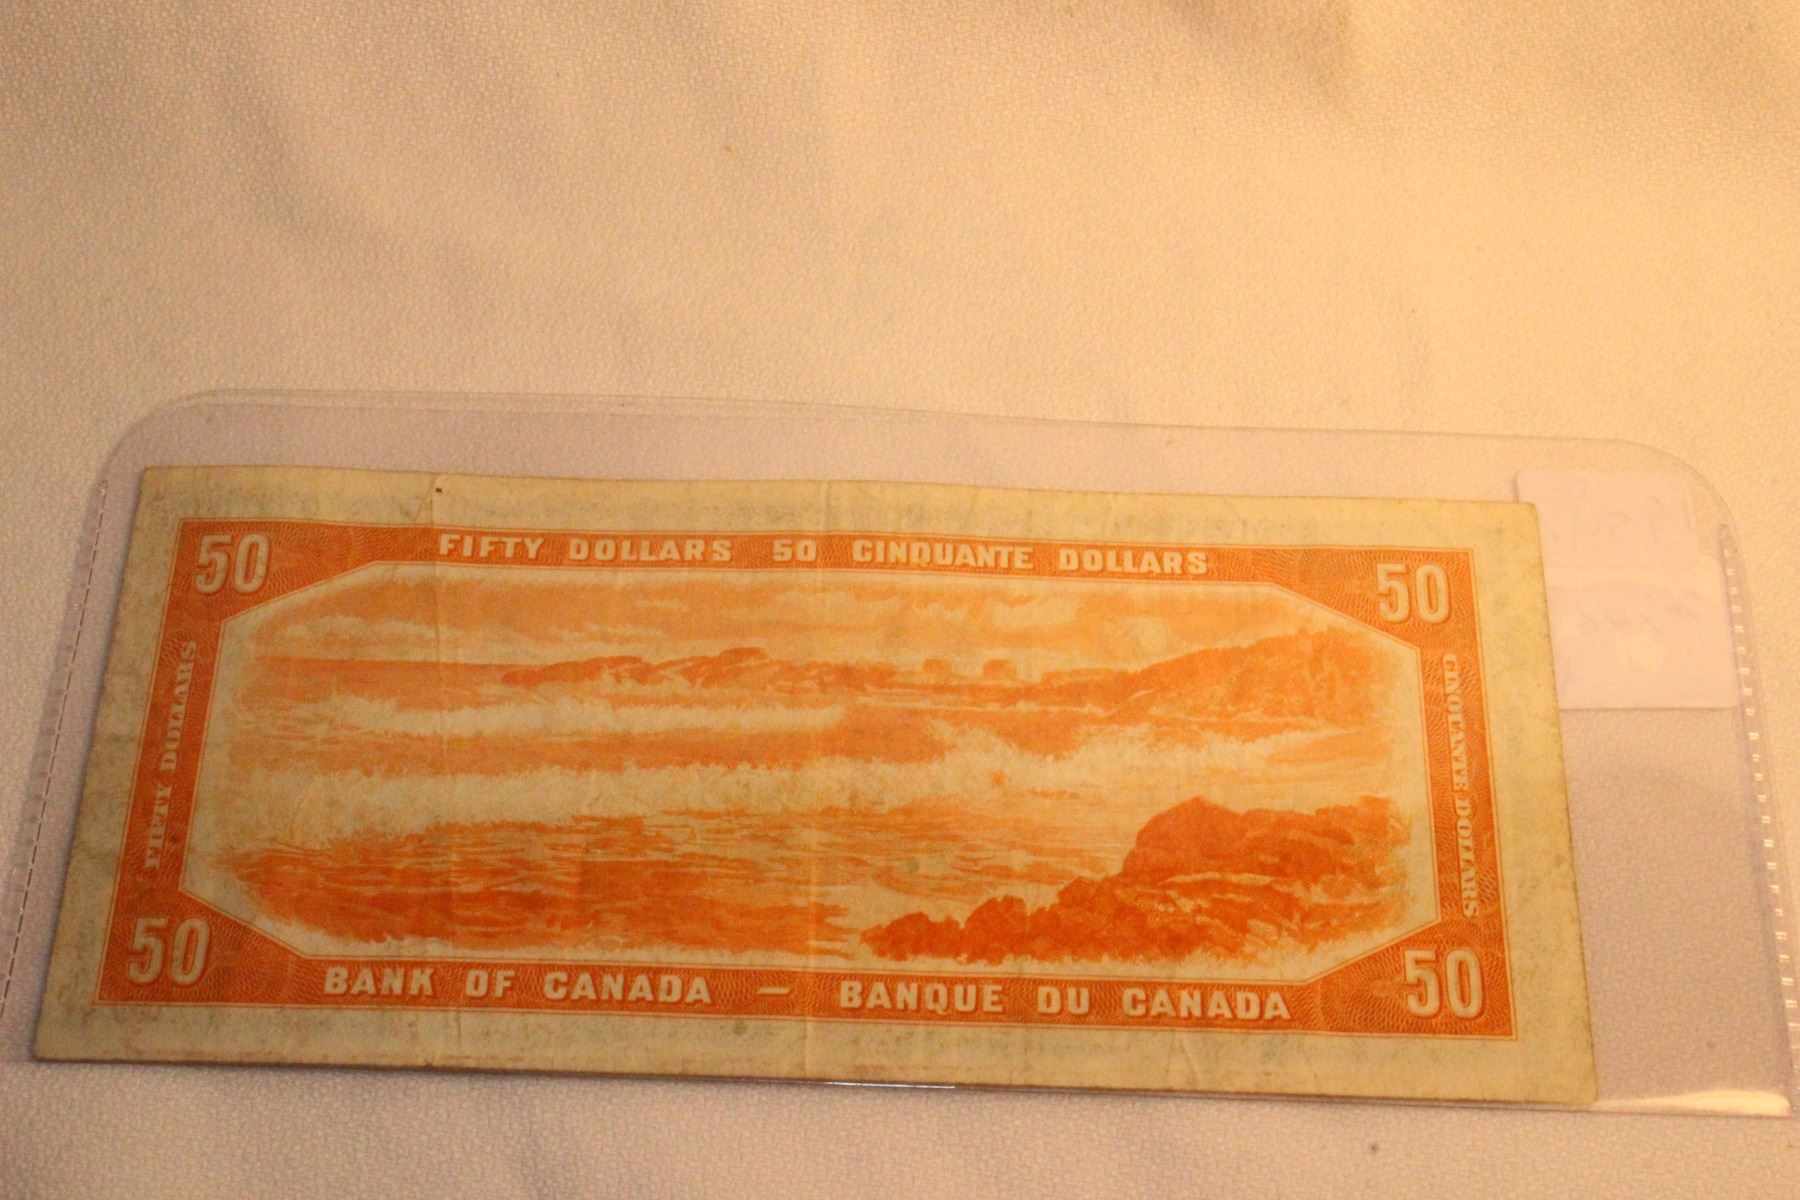 50 FIFTY DOLLARS 50 CINQUANTE DOLLARS 50
FIFTY DOLLARS
CINQUANTE DOLLARS
50 BANK OF CANADA — BANQUE DU CANADA 50